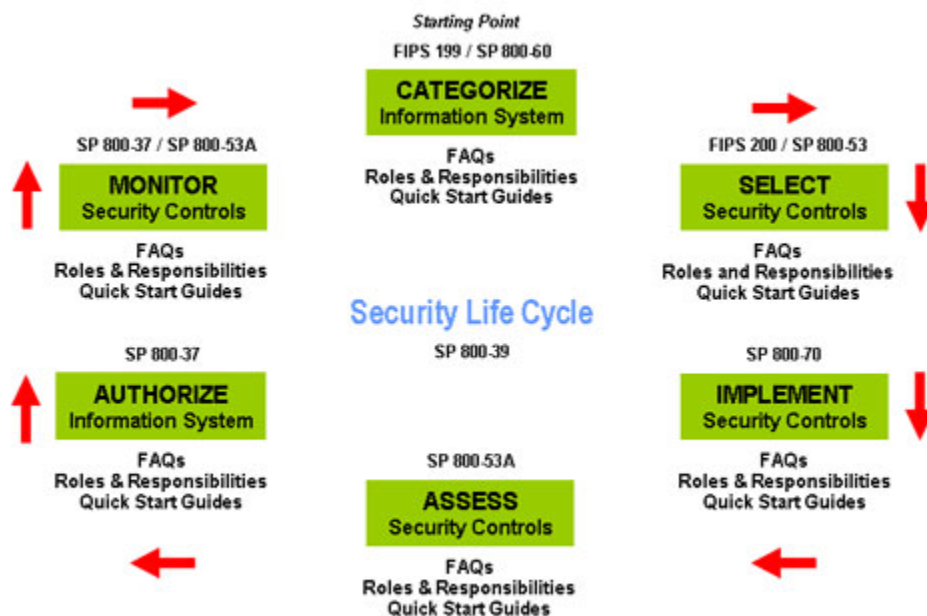 Starting Point
FIPS 199 / SP 800-60
CATEGORIZE
Information System
FAQs
Roles & Responsibilities
Quick Start Guides
SP 800-37 / SP 800-53A
MONITOR
Security Controls
FAQs
Roles & Responsibilities
Quick Start Guides
FIPS 200 / SP 800-53
SELECT
Security Controls
FAQs
Roles and Responsibilities
Quick Start Guides
Security Life Cycle
SP 800-39
SP 800-37
AUTHORIZE
Information System
FAQs
Roles & Responsibilities
Quick Start Guides
SP 800-70
IMPLEMENT
Security Controls
FAQs
Roles & Responsibilities
Quick Start Guides
SP 800-53A
ASSESS
Security Controls
FAQs
Roles & Responsibilities
Quick Start Guides